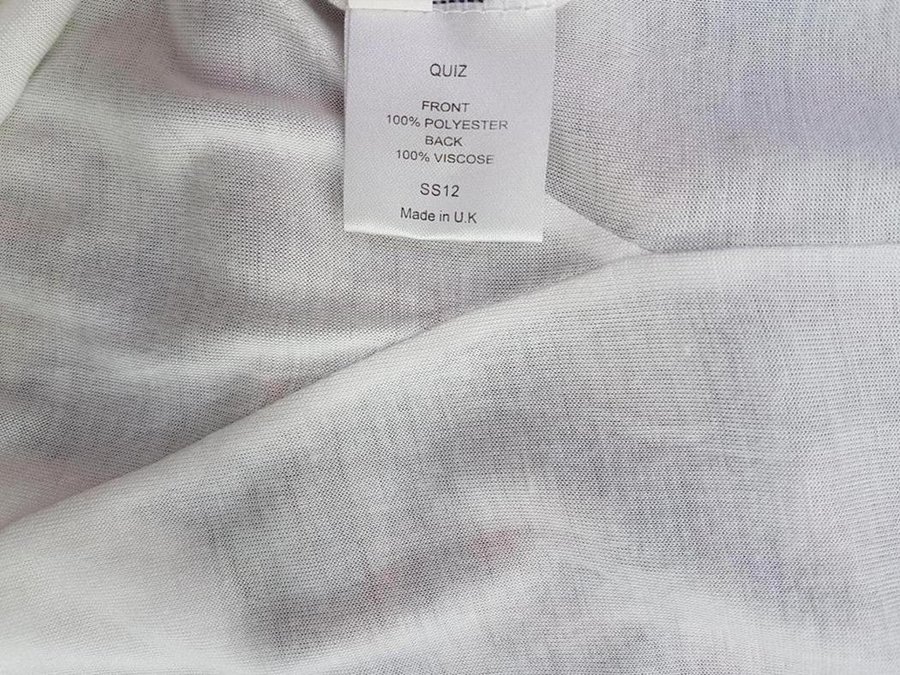 QUIZ
FRONT
100% POLYESTER
BACK
100% VISCOSE
SS12
Made in U.K